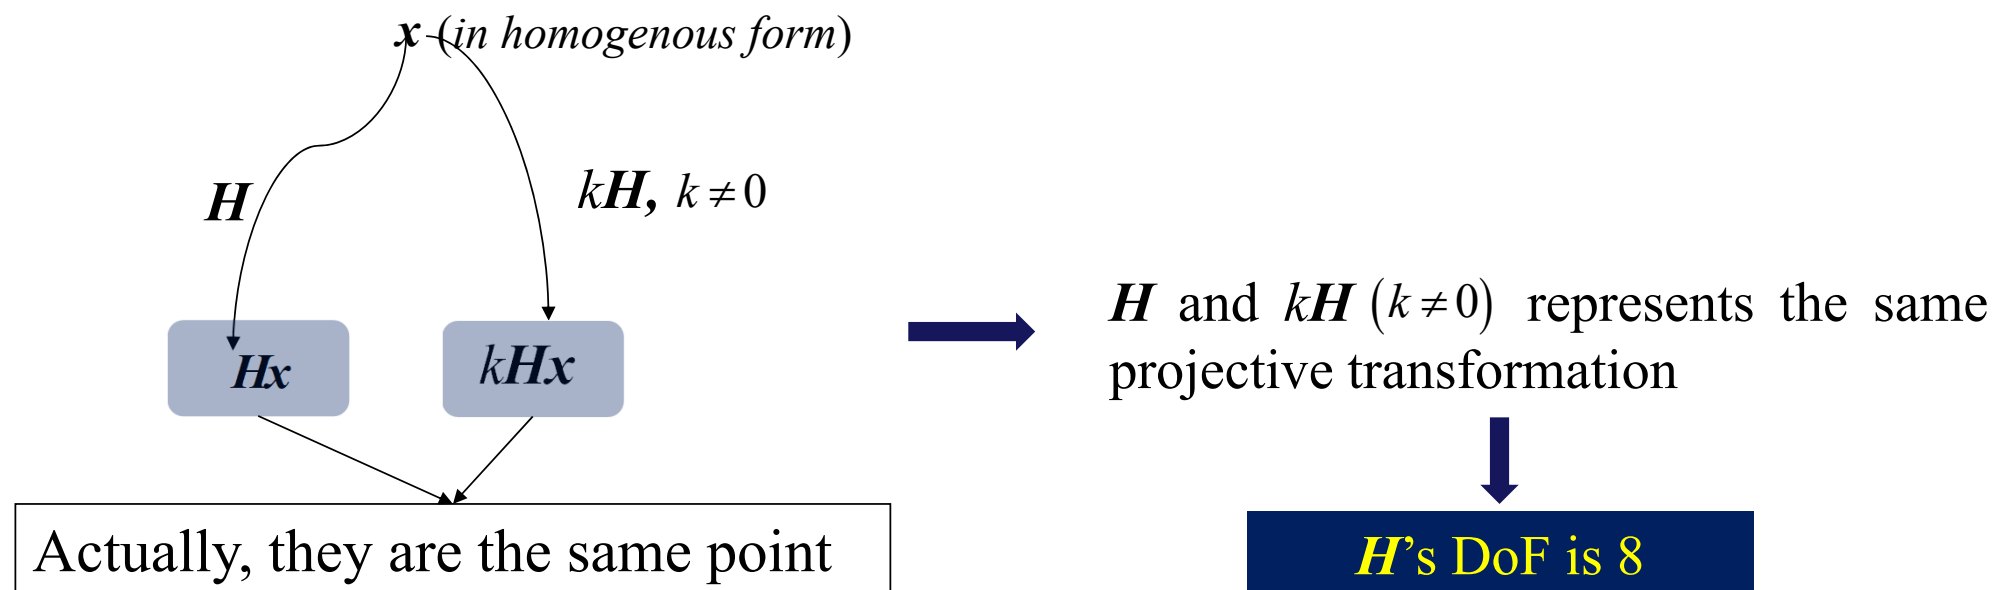 x (in homogenous form)
H
kH, k ≠ 0
Hx
kHx
Actually, they are the same point
H and kH (k ≠ 0) represents the same
projective transformation
H's DoF is 8